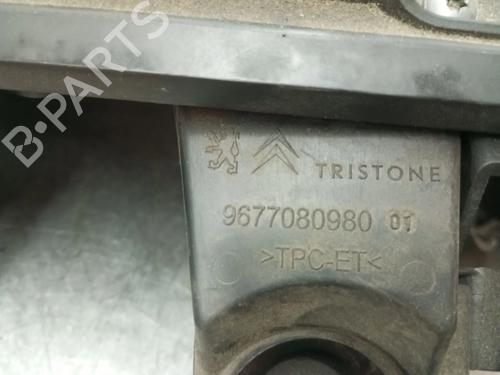 B-PARTS
TRISTONE
9677080980 01
>TPC-ET<